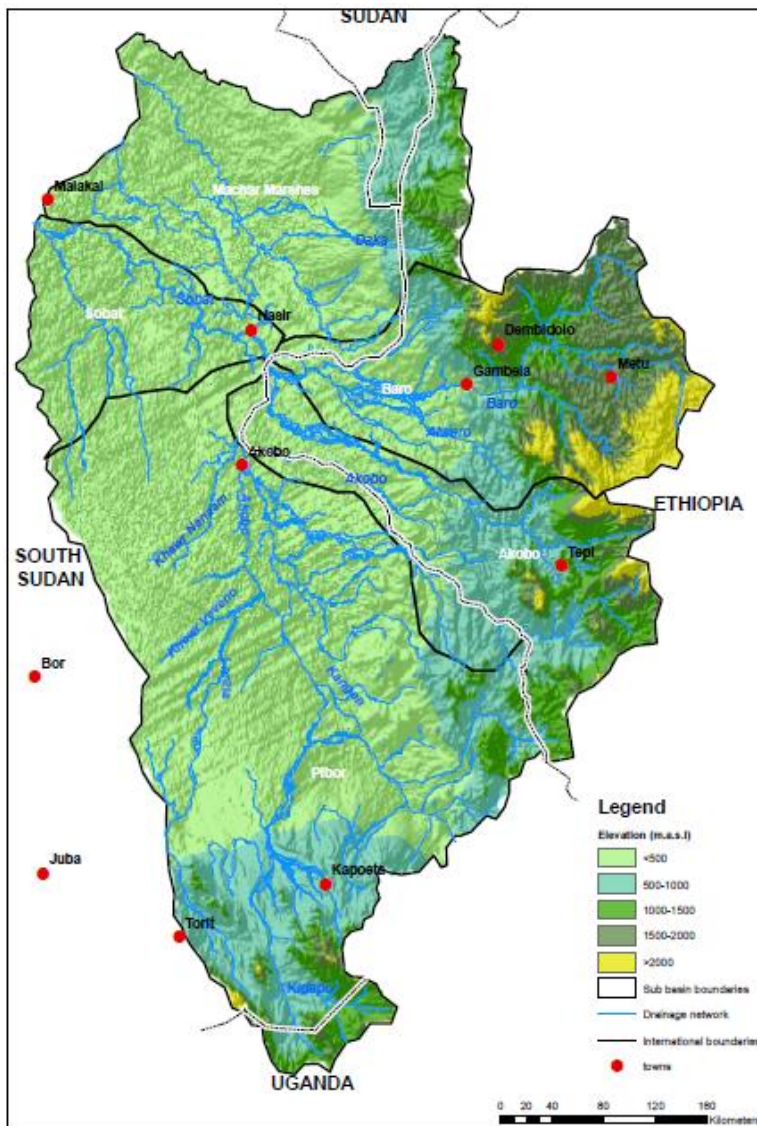 SUDAN
Malakal
Machar Marshes
Daka
Sobat
Sobat
Nasir
Dembidolo
Gambela
Metu
Baro
Baro
Alwero
Akobo
Akobo
ETHIOPIA
SOUTH
SUDAN
Akobo
Tepi
Bor
Kangen
Pibor
Legend
Elevation (m.a.s.l)
<500
500-1000
1000-1500
1500-2000
>2000
Sub basin boundaries
Drainage network
International boundaries
towns
Juba
Kapoeta
Torit
UGANDA
0 20 40 80 120 160
Kilometers